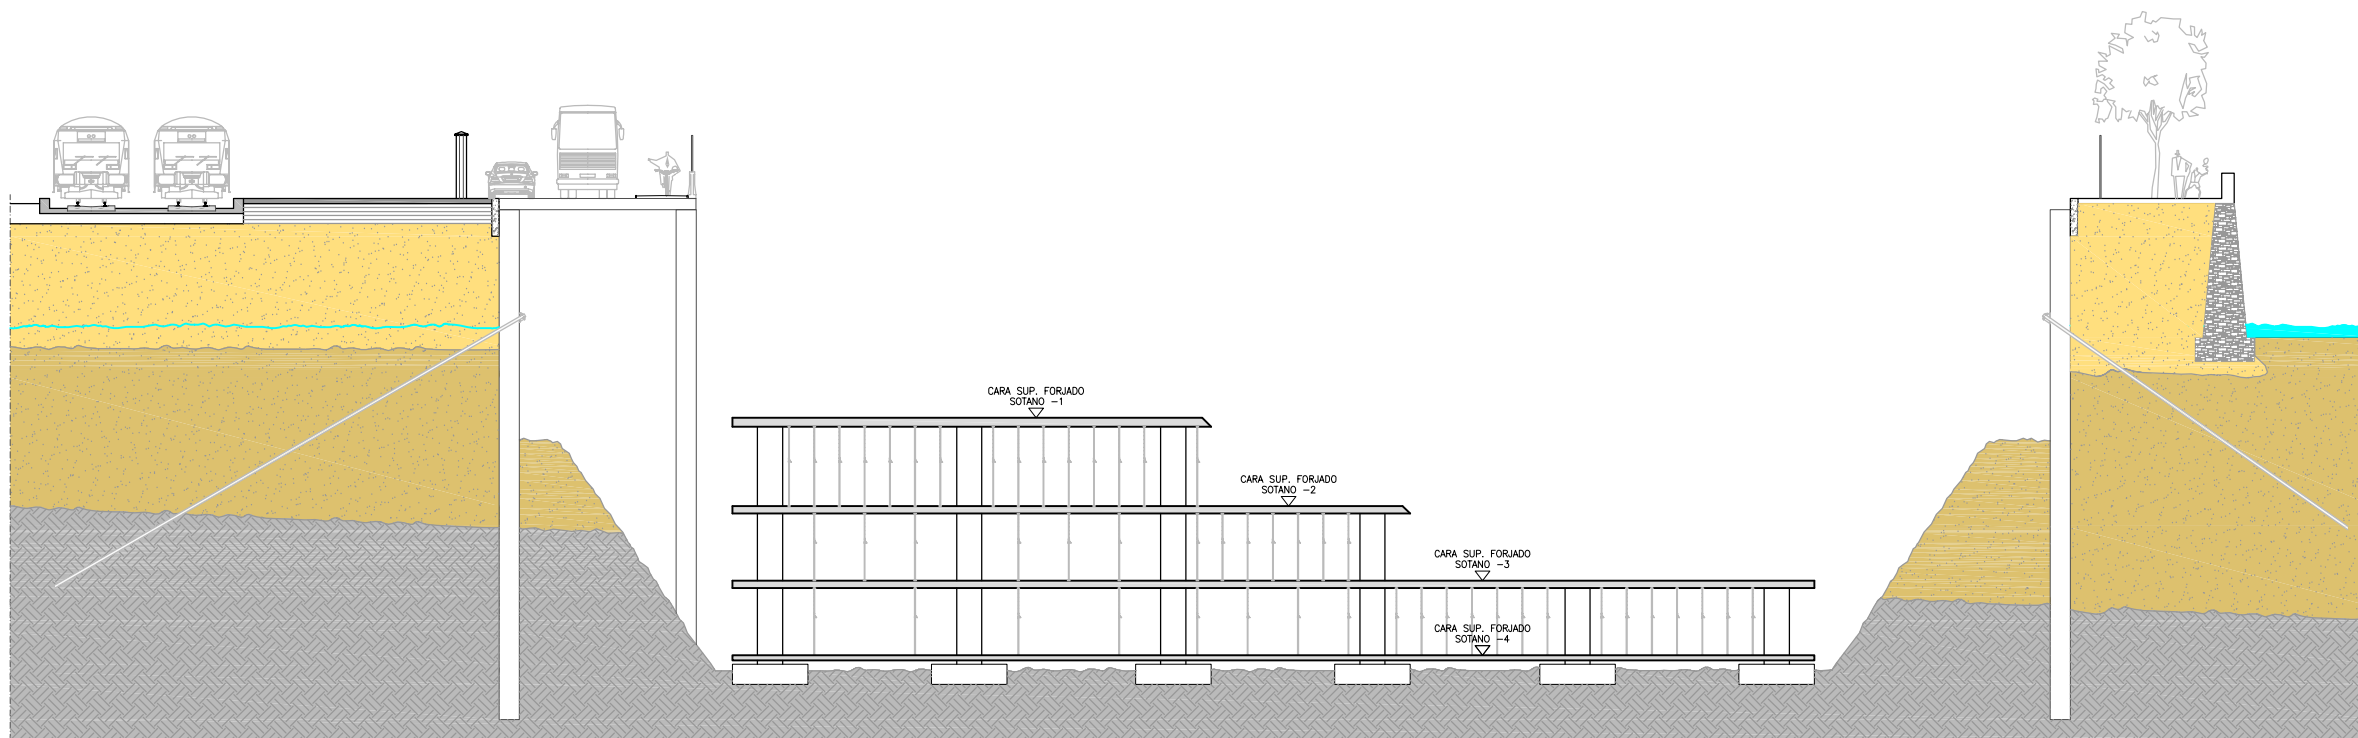 CARA SUP. FORJADO
SOTANO -1
CARA SUP. FORJADO
SOTANO -2
CARA SUP. FORJADO
SOTANO -3
CARA SUP. FORJADO
SOTANO -4